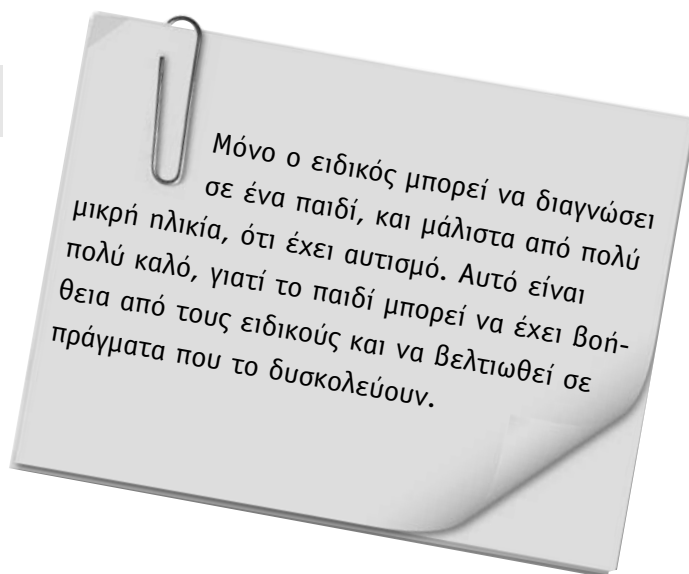 Μόνο ο ειδικός μπορεί να διαγνώσει
σε ένα παιδί, και μάλιστα από πολύ
μικρή ηλικία, ότι έχει αυτισμό. Αυτό είναι
πολύ καλό, γιατί το παιδί μπορεί να έχει βοή-
θεια από τους ειδικούς και να βελτιωθεί σε
πράγματα που το δυσκολεύουν.